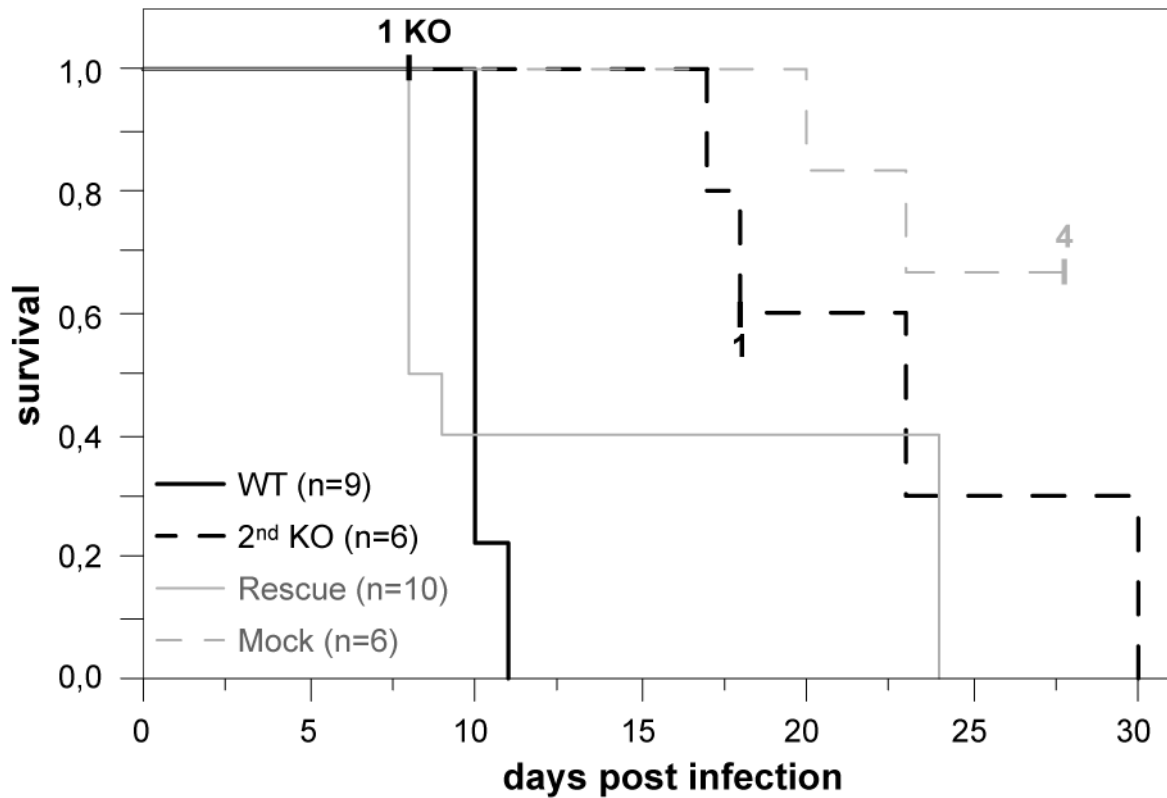 1 KO
1,0
0,8
0,6
0,4
0,2
0,0
survival
4
1
WT (n=9)
2nd KO (n=6)
Rescue (n=10)
Mock (n=6)
0 5 10 15 20 25 30
days post infection